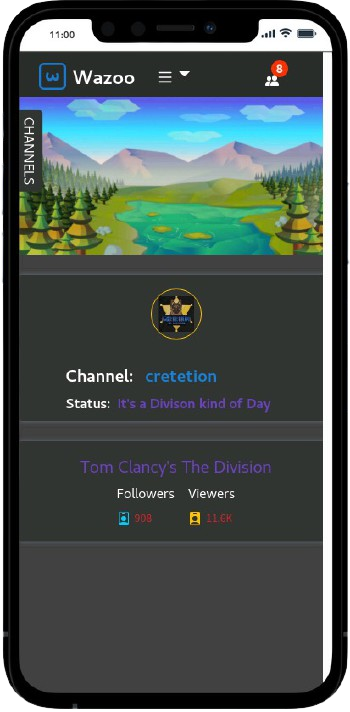 11:00
Wazoo
8
CHANNELS
Channel: cretetion
Status: It's a Divison kind of Day
Tom Clancy's The Division
Followers Viewers
909 11.6K